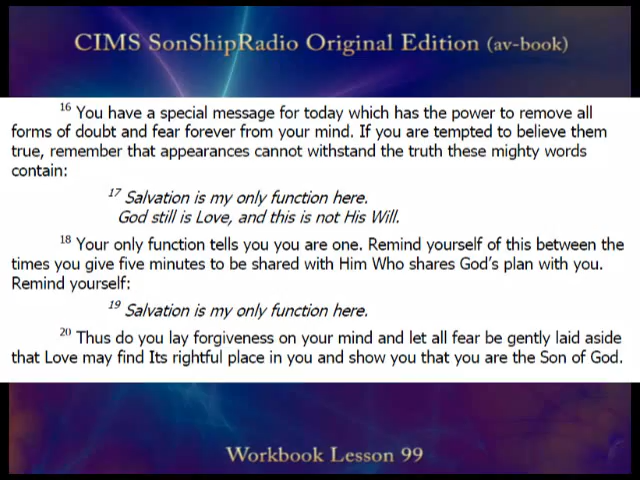 CIMS SonShipRadio Original Edition (av-book)
16 You have a special message for today which has the power to remove all
forms of doubt and fear forever from your mind. If you are tempted to believe them
true, remember that appearances cannot withstand the truth these mighty words
contain:
17 Salvation is my only function here.
God still is Love, and this is not His Will.
18 Your only function tells you you are one. Remind yourself of this between the
times you give five minutes to be shared with Him Who shares God's plan with you.
Remind yourself:
19 Salvation is my only function here.
20 Thus do you lay forgiveness on your mind and let all fear be gently laid aside
that Love may find Its rightful place in you and show you that you are the Son of God.
Workbook Lesson 99